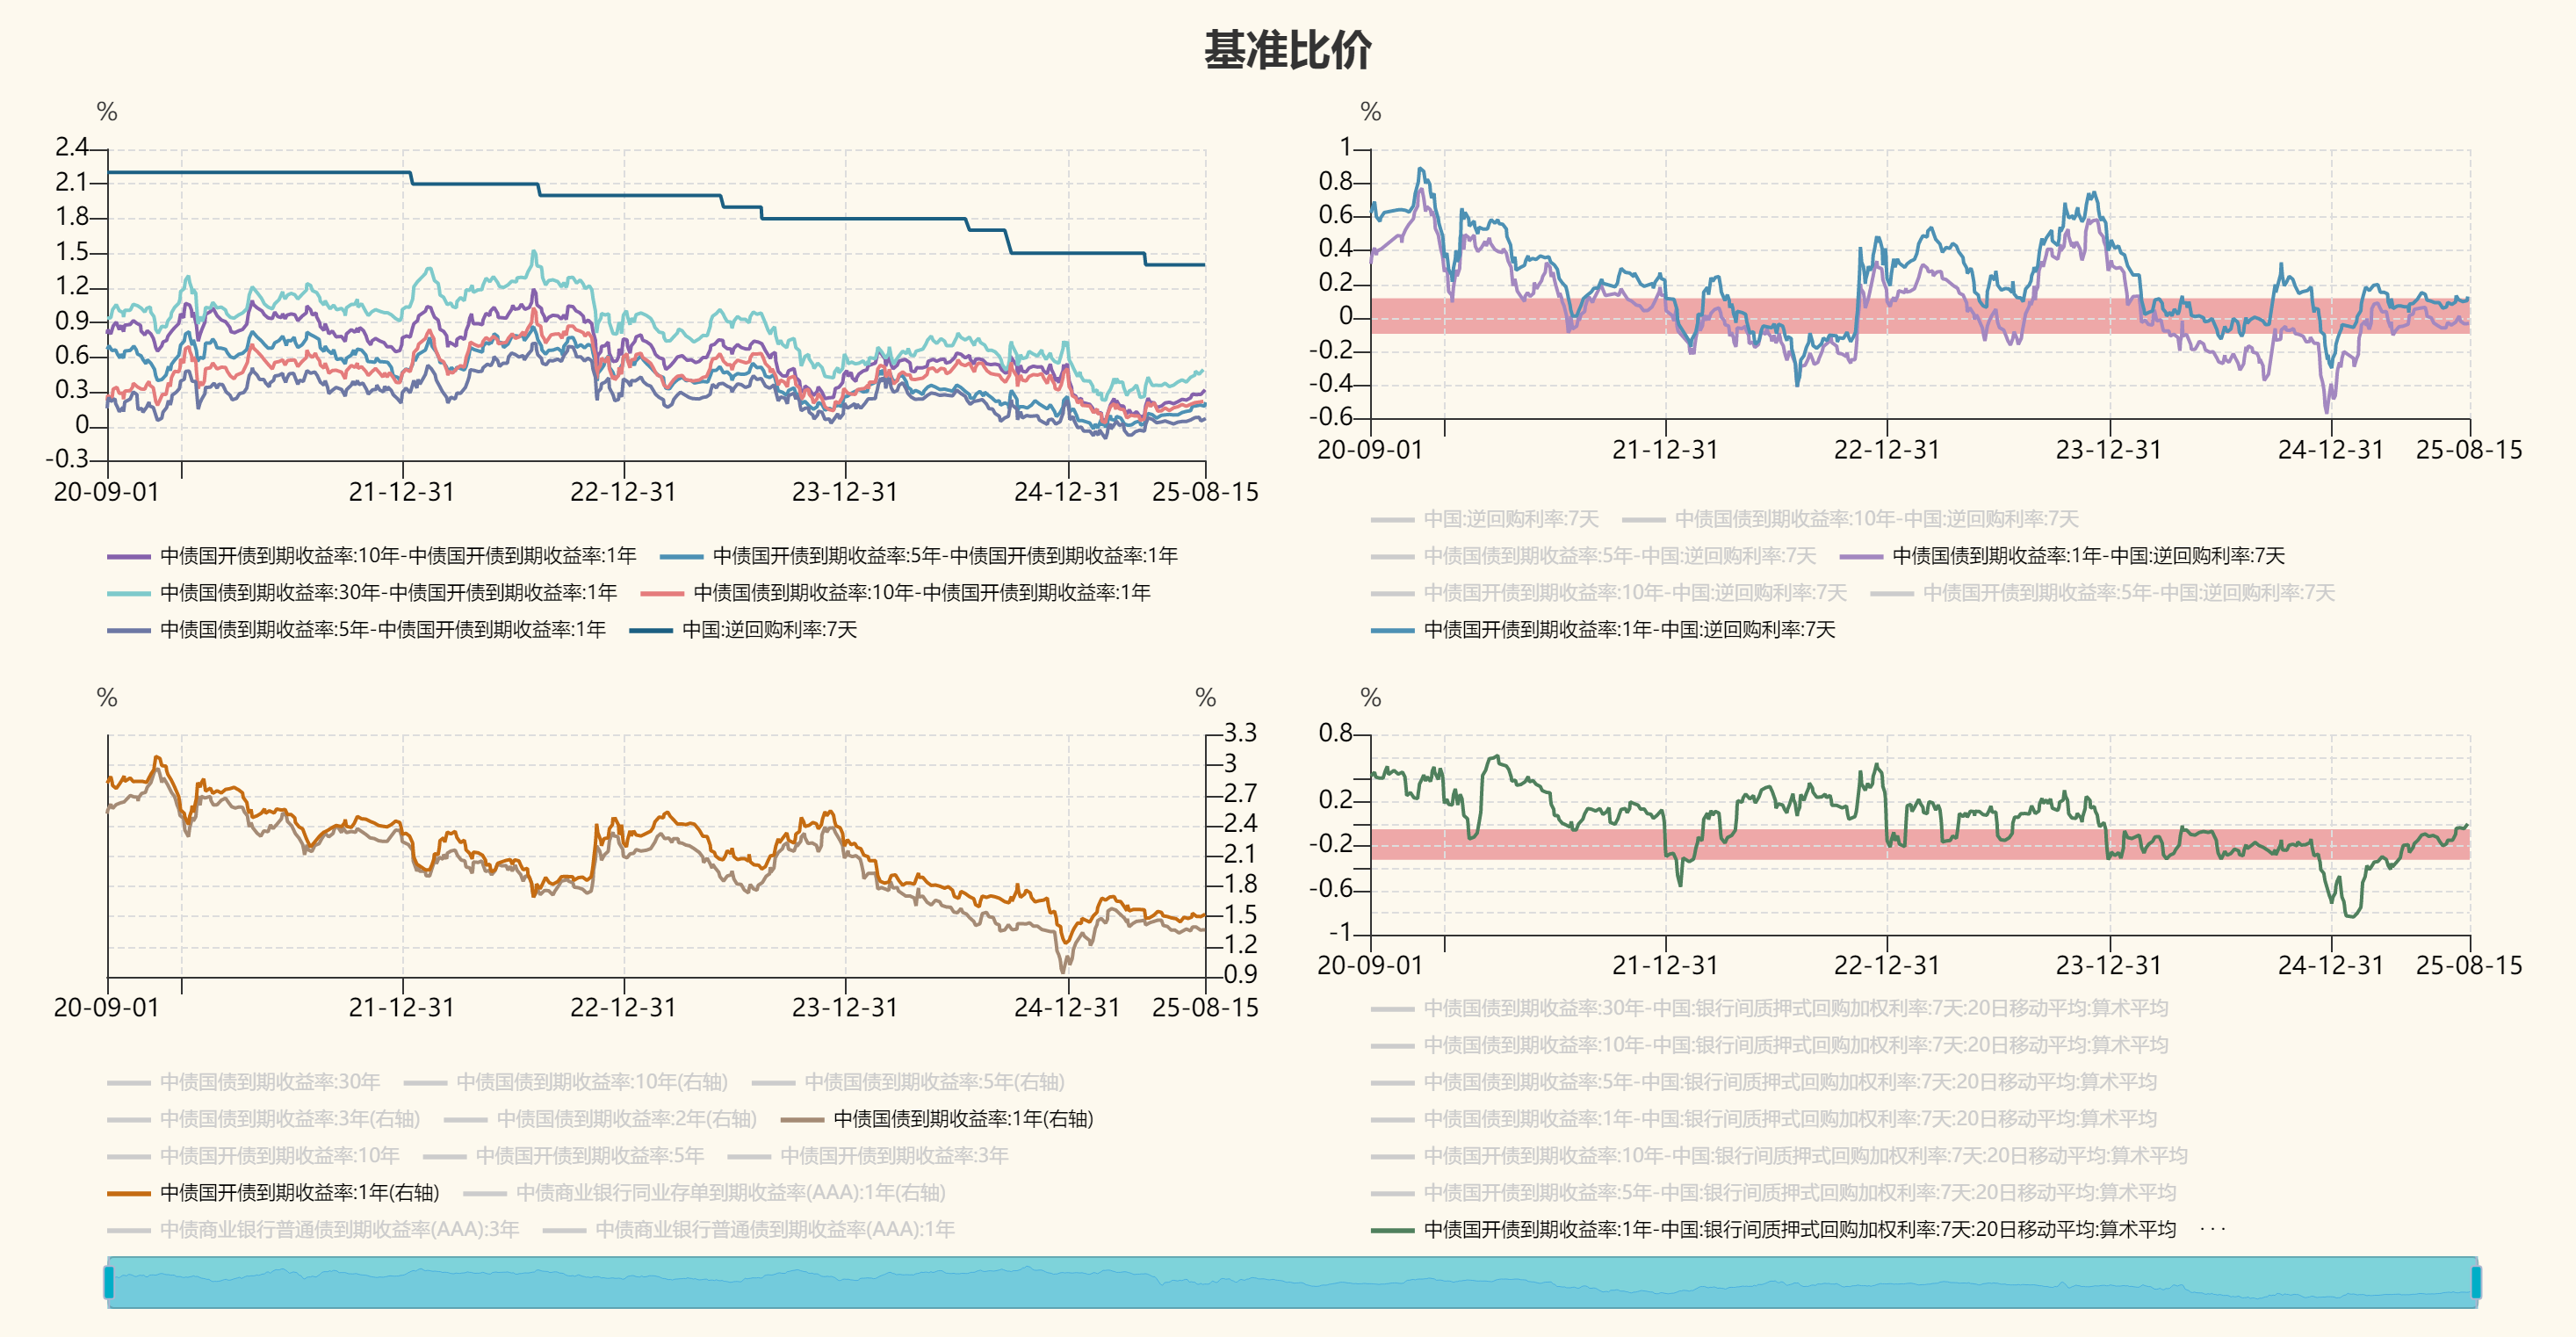 基准比价
%
2.4
2.1
1.8
1.5
1.2
0.9
0.6
0.3
0
-0.3
20-09-01 21-12-31 22-12-31 23-12-31 24-12-31 25-08-15
中债国开债到期收益率:10年-中债国开债到期收益率:1年 中债国开债到期收益率:5年-中债国开债到期收益率:1年
中债国债到期收益率:30年-中债国开债到期收益率:1年 中债国债到期收益率:10年-中债国开债到期收益率:1年
中债国债到期收益率:5年-中债国开债到期收益率:1年 中国:逆回购利率:7天
%
1
0.8
0.6
0.4
0.2
0
-0.2
-0.4
-0.6
20-09-01 21-12-31 22-12-31 23-12-31 24-12-31 25-08-15
中国:逆回购利率:7天 中债国债到期收益率:10年-中国:逆回购利率:7天
中债国债到期收益率:5年-中国:逆回购利率:7天 中债国债到期收益率:1年-中国:逆回购利率:7天
中债国开债到期收益率:10年-中国:逆回购利率:7天 中债国开债到期收益率:5年-中国:逆回购利率:7天
中债国开债到期收益率:1年-中国:逆回购利率:7天
% %
3.3
3
2.7
2.4
2.1
1.8
1.5
1.2
0.9
20-09-01 21-12-31 22-12-31 23-12-31 24-12-31 25-08-15
中债国债到期收益率:30年 中债国债到期收益率:10年(右轴) 中债国债到期收益率:5年(右轴)
中债国债到期收益率:3年(右轴) 中债国债到期收益率:2年(右轴) 中债国债到期收益率:1年(右轴)
中债国开债到期收益率:10年 中债国开债到期收益率:5年 中债国开债到期收益率:3年
中债国开债到期收益率:1年(右轴) 中债商业银行同业存单到期收益率(AAA):1年(右轴)
中债商业银行普通债到期收益率(AAA):3年 中债商业银行普通债到期收益率(AAA):1年
%
0.8
0.2
-0.2
-0.6
-1
20-09-01 21-12-31 22-12-31 23-12-31 24-12-31 25-08-15
中债国债到期收益率:30年-中国:银行间质押式回购加权利率:7天:20日移动平均:算术平均
中债国债到期收益率:10年-中国:银行间质押式回购加权利率:7天:20日移动平均:算术平均
中债国债到期收益率:5年-中国:银行间质押式回购加权利率:7天:20日移动平均:算术平均
中债国债到期收益率:1年-中国:银行间质押式回购加权利率:7天:20日移动平均:算术平均
中债国开债到期收益率:10年-中国:银行间质押式回购加权利率:7天:20日移动平均:算术平均
中债国开债到期收益率:5年-中国:银行间质押式回购加权利率:7天:20日移动平均:算术平均
中债国开债到期收益率:1年-中国:银行间质押式回购加权利率:7天:20日移动平均:算术平均 ···